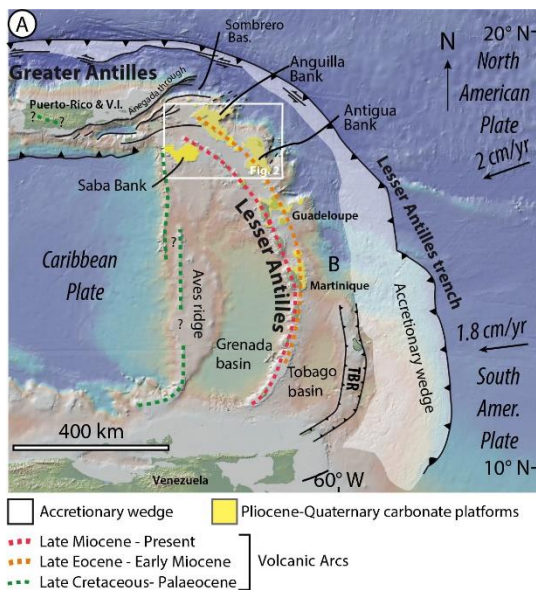 A
Sombrero
Bas.
20° N
Greater Antilles
Anguilla
Bank
N
North
American
Plate
2 cm/yr
Anegada through
Puerto-Rico & V.I.
? ?
Antigua
Bank
Fig. 2
Saba Bank
Guadeloupe
Lesser Antilles
Lesser Antilles trench
Caribbean
Plate
?
Aves ridge
?
B
Martinique
Accretionary wedge
1.8 cm/yr
Grenada
basin
Tobago
basin
TBR
South
Amer.
Plate
400 km
10° N
Venezuela
60° W
Accretionary wedge
Pliocene-Quaternary carbonate platforms
Late Miocene - Present
Late Eocene - Early Miocene
Volcanic Arcs
Late Cretaceous- Palaeocene